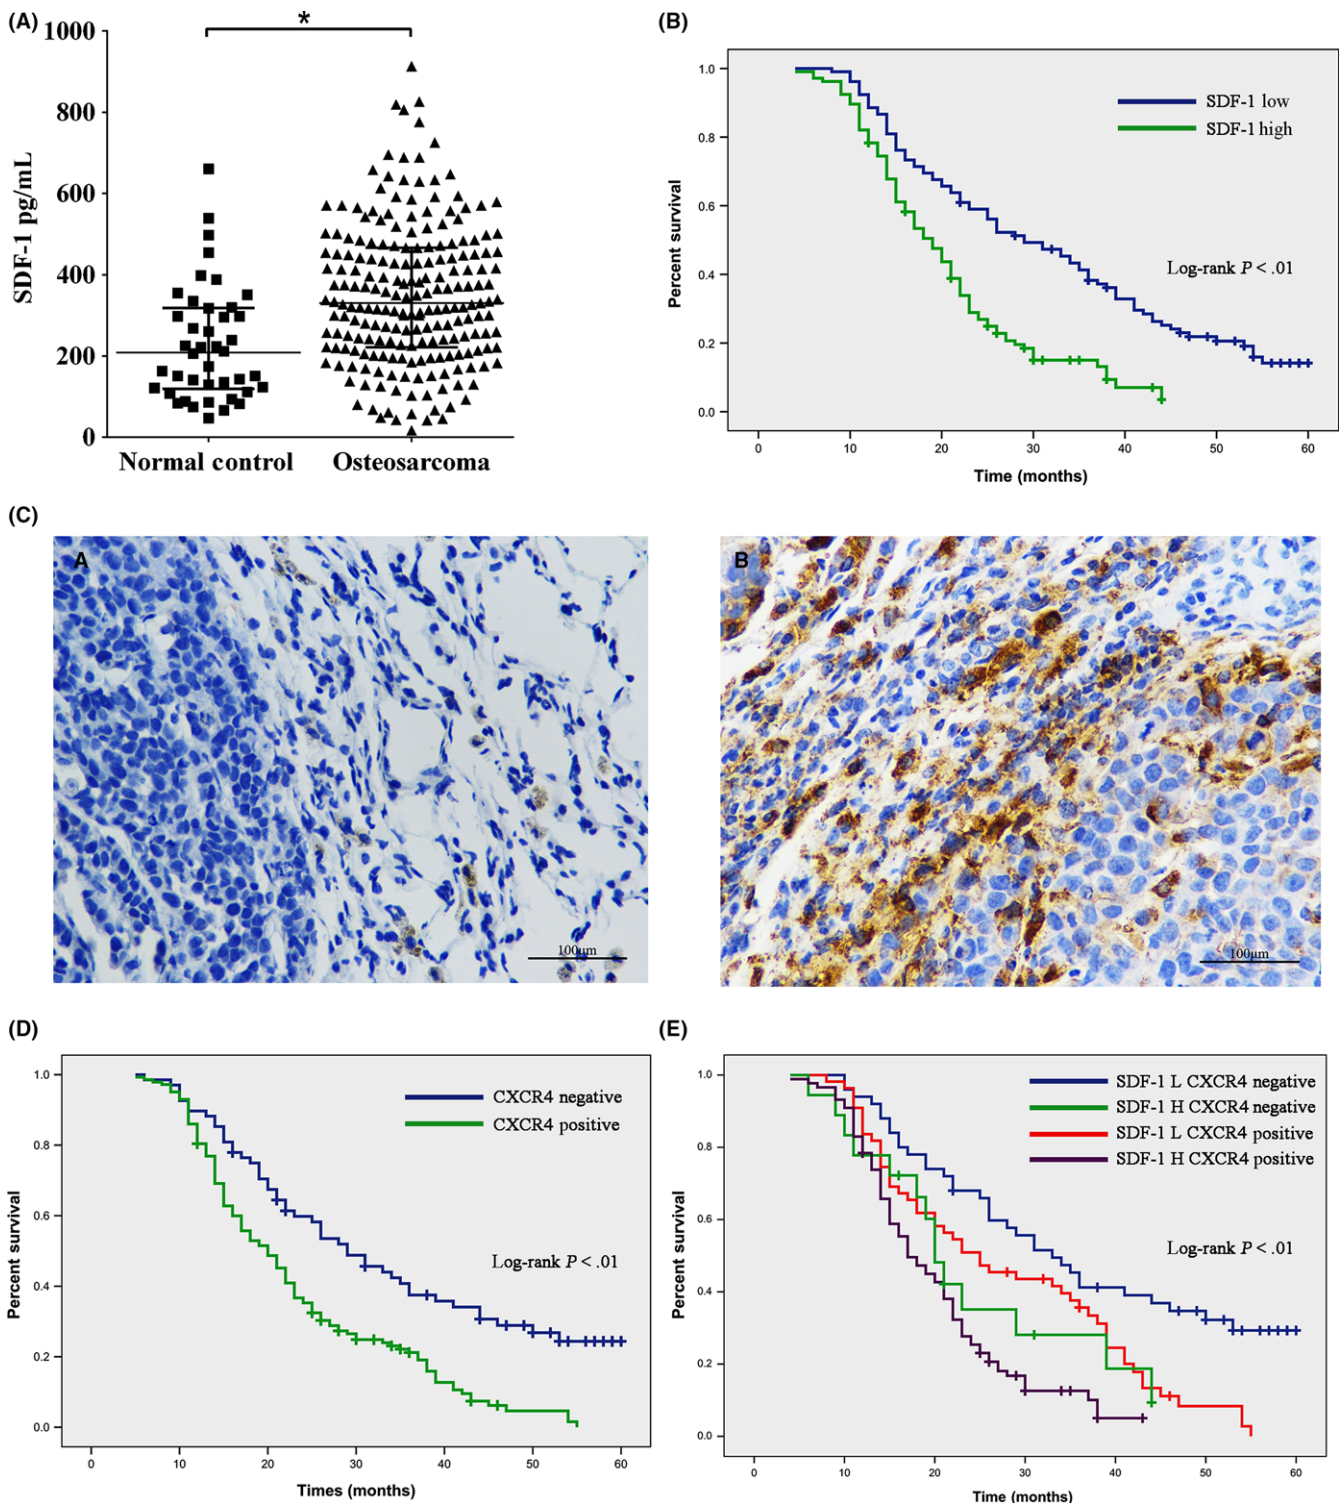 (A)
*
1000
800
600
400
200
0
SDF-1 pg/mL
Normal control
Osteosarcoma
(B)
1.0
0.8
0.6
0.4
0.2
0.0
Percent survival
SDF-1 low
SDF-1 high
Log-rank P < .01
0 10 20 30 40 50 60
Time (months)
(C)
A
100μm
B
100μm
(D)
1.0
0.8
0.6
0.4
0.2
0.0
Percent survival
CXCR4 negative
CXCR4 positive
Log-rank P < .01
0 10 20 30 40 50 60
Times (months)
(E)
1.0
0.8
0.6
0.4
0.2
0.0
Percent survival
SDF-1 L CXCR4 negative
SDF-1 H CXCR4 negative
SDF-1 L CXCR4 positive
SDF-1 H CXCR4 positive
Log-rank P < .01
0 10 20 30 40 50 60
Time (months)